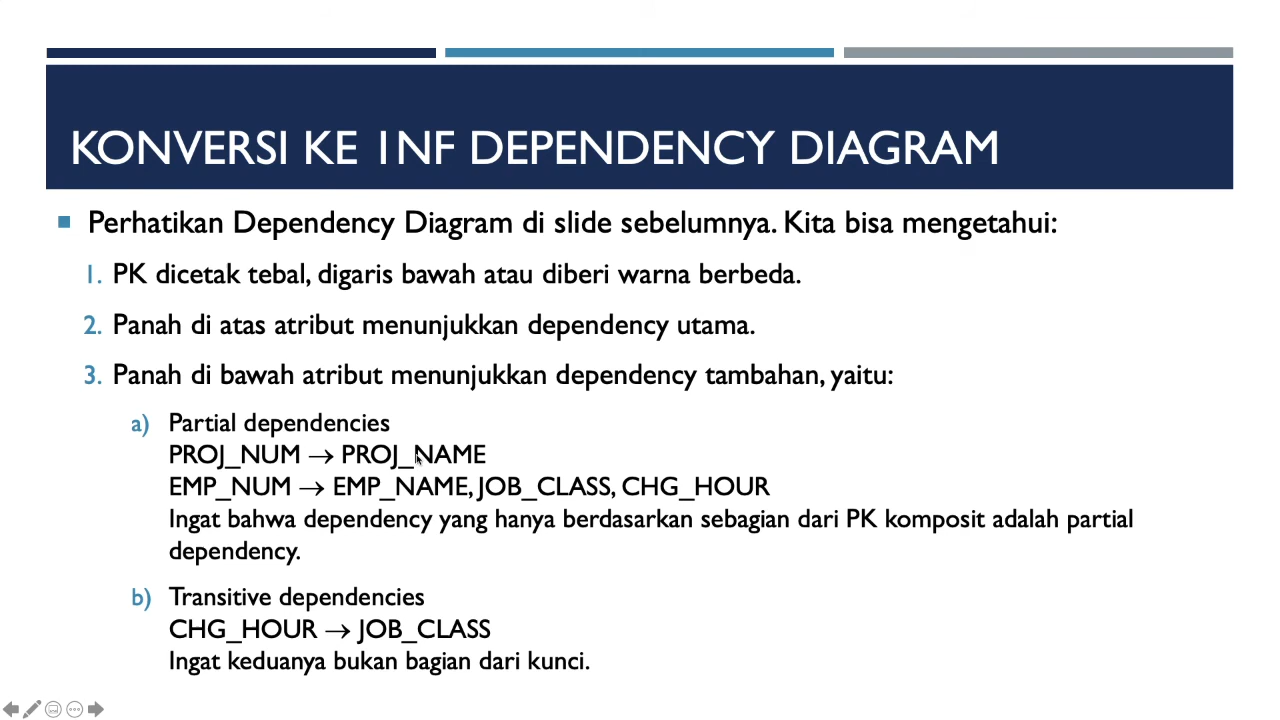 KONVERSI KE 1NF DEPENDENCY DIAGRAM
▪ Perhatikan Dependency Diagram di slide sebelumnya. Kita bisa mengetahui:
1. PK dicetak tebal, digaris bawah atau diberi warna berbeda.
2. Panah di atas atribut menunjukkan dependency utama.
3. Panah di bawah atribut menunjukkan dependency tambahan, yaitu:
a) Partial dependencies
PROJ_NUM → PROJ_NAME
EMP_NUM → EMP_NAME, JOB_CLASS, CHG_HOUR
Ingat bahwa dependency yang hanya berdasarkan sebagian dari PK komposit adalah partial
dependency.
b) Transitive dependencies
CHG_HOUR → JOB_CLASS
Ingat keduanya bukan bagian dari kunci.